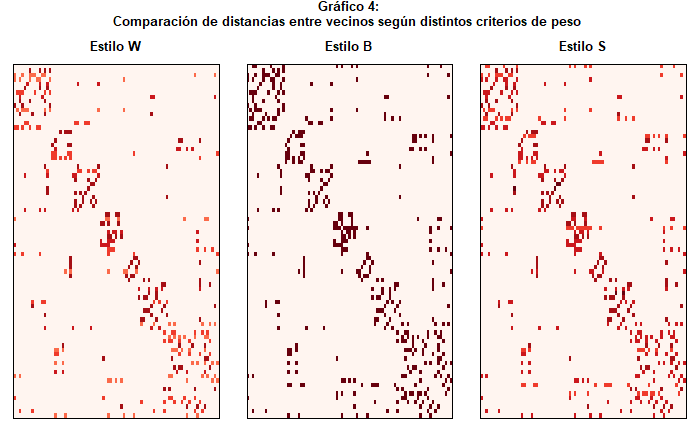 Gráfico 4:
Comparación de distancias entre vecinos según distintos criterios de peso
Estilo W
Estilo B
Estilo S